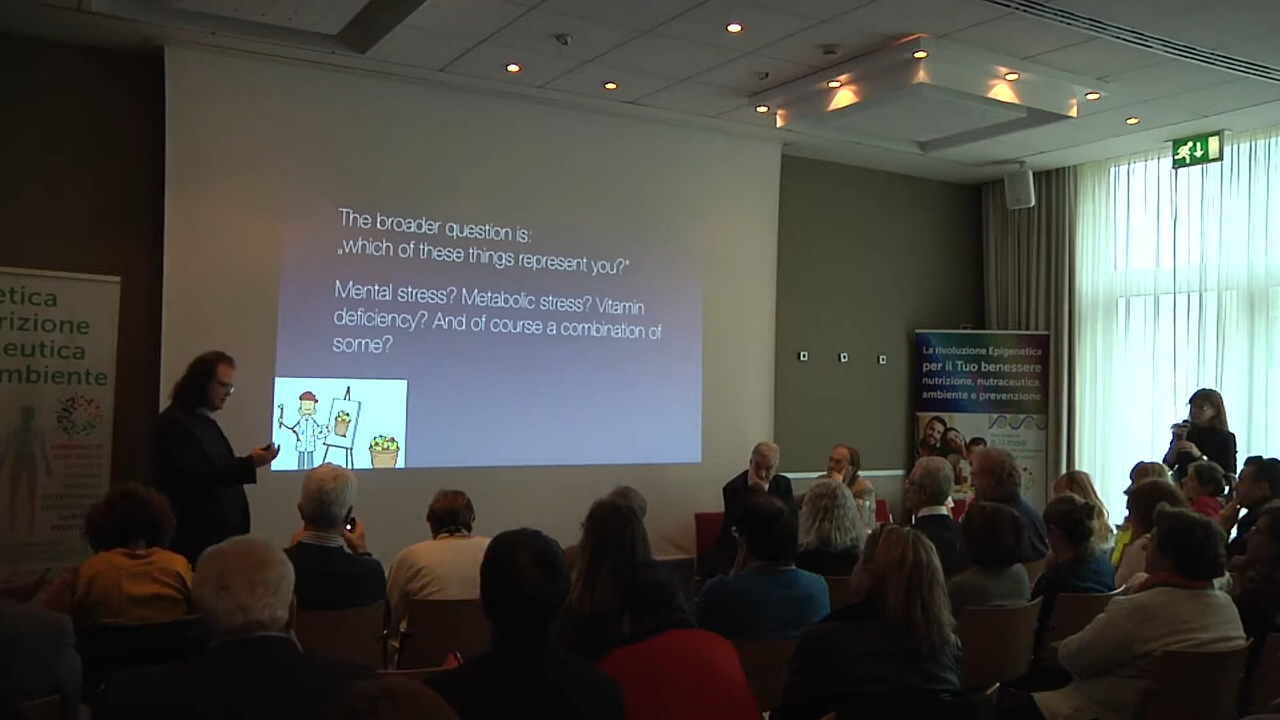 The broader question is:
„which of these things represent you?“
Mental stress? Metabolic stress? Vitamin
deficiency? And of course a combination of
some?
etica
rizione
ceutica
mbiente
La rivoluzione Epigenetica
per il Tuo benessere
nutrizione, nutraceutica,
ambiente e prevenzione